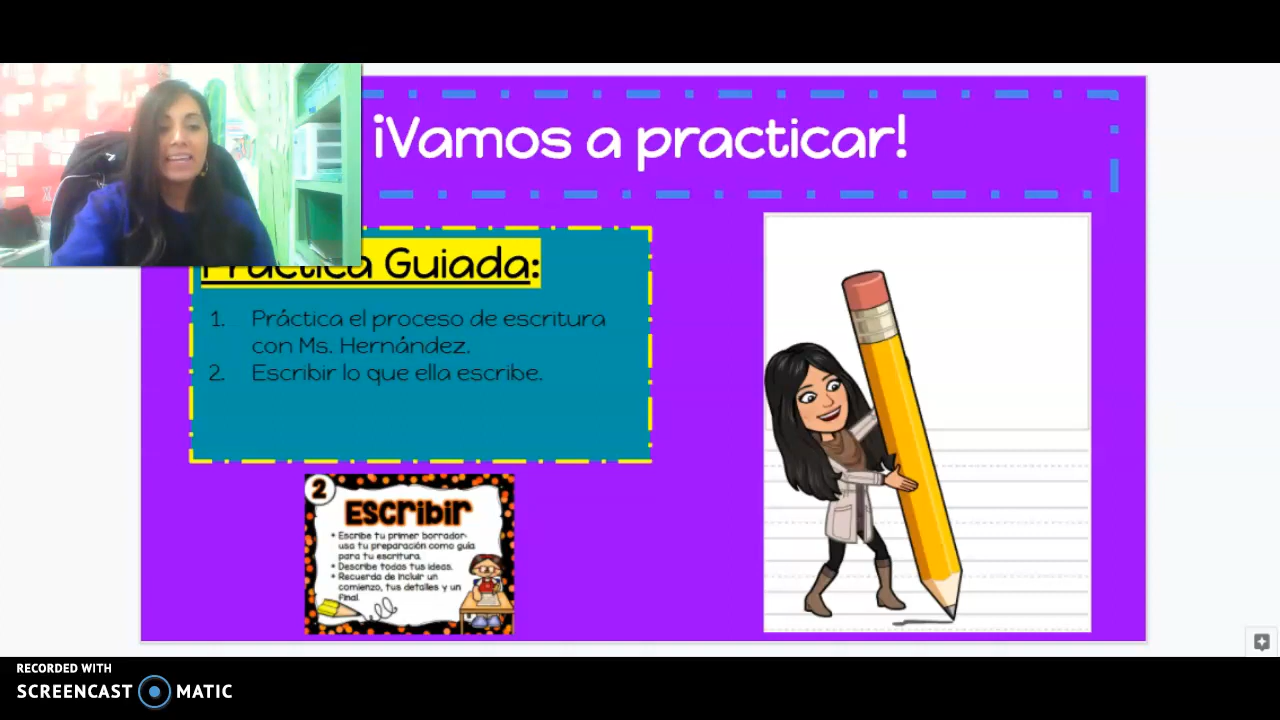 ¡Vamos a practicar!
Práctica Guiada:
1. Práctica el proceso de escritura
con Ms. Hernández.
2. Escribir lo que ella escribe.
2
Escribir
• Escribe tu primer borrador-
usa tu preparación como guía
para tu escritura.
• Describe todas tus ideas.
• Recuerda de incluir un
comienzo, tus detalles y un
final.
RECORDED WITH
SCREENCAST MATIC